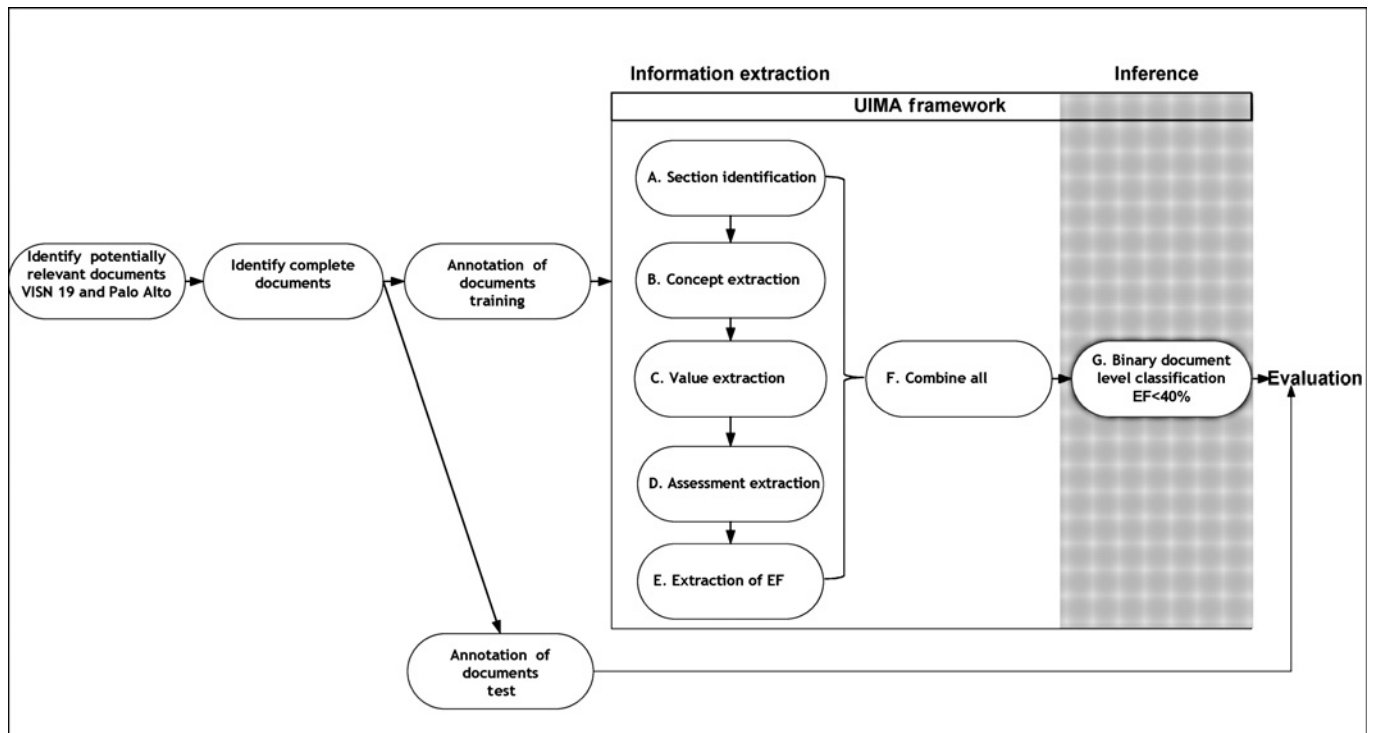 Information extraction
Inference
UIMA framework
A. Section identification
Identify potentially
relevant documents
VISN 19 and Palo Alto
Identify complete
documents
Annotation of
documents
training
B. Concept extraction
C. Value extraction
F. Combine all
G. Binary document
level classification
EF<40%
Evaluation
D. Assessment extraction
E. Extraction of EF
Annotation of
documents
test